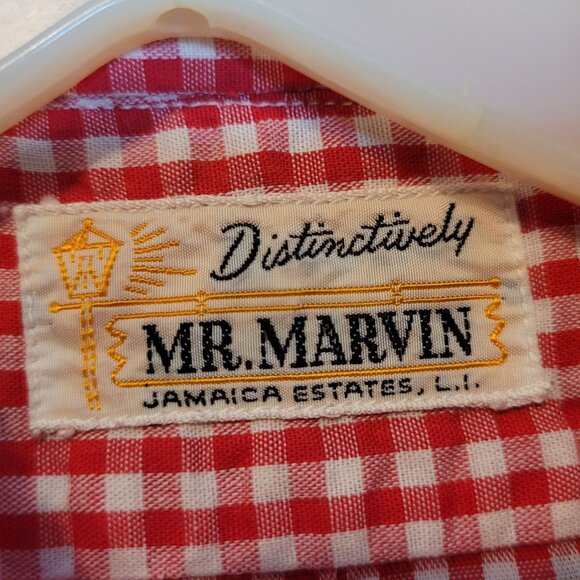 Distinctively
MR. MARVIN
JAMAICA ESTATES, L.I.